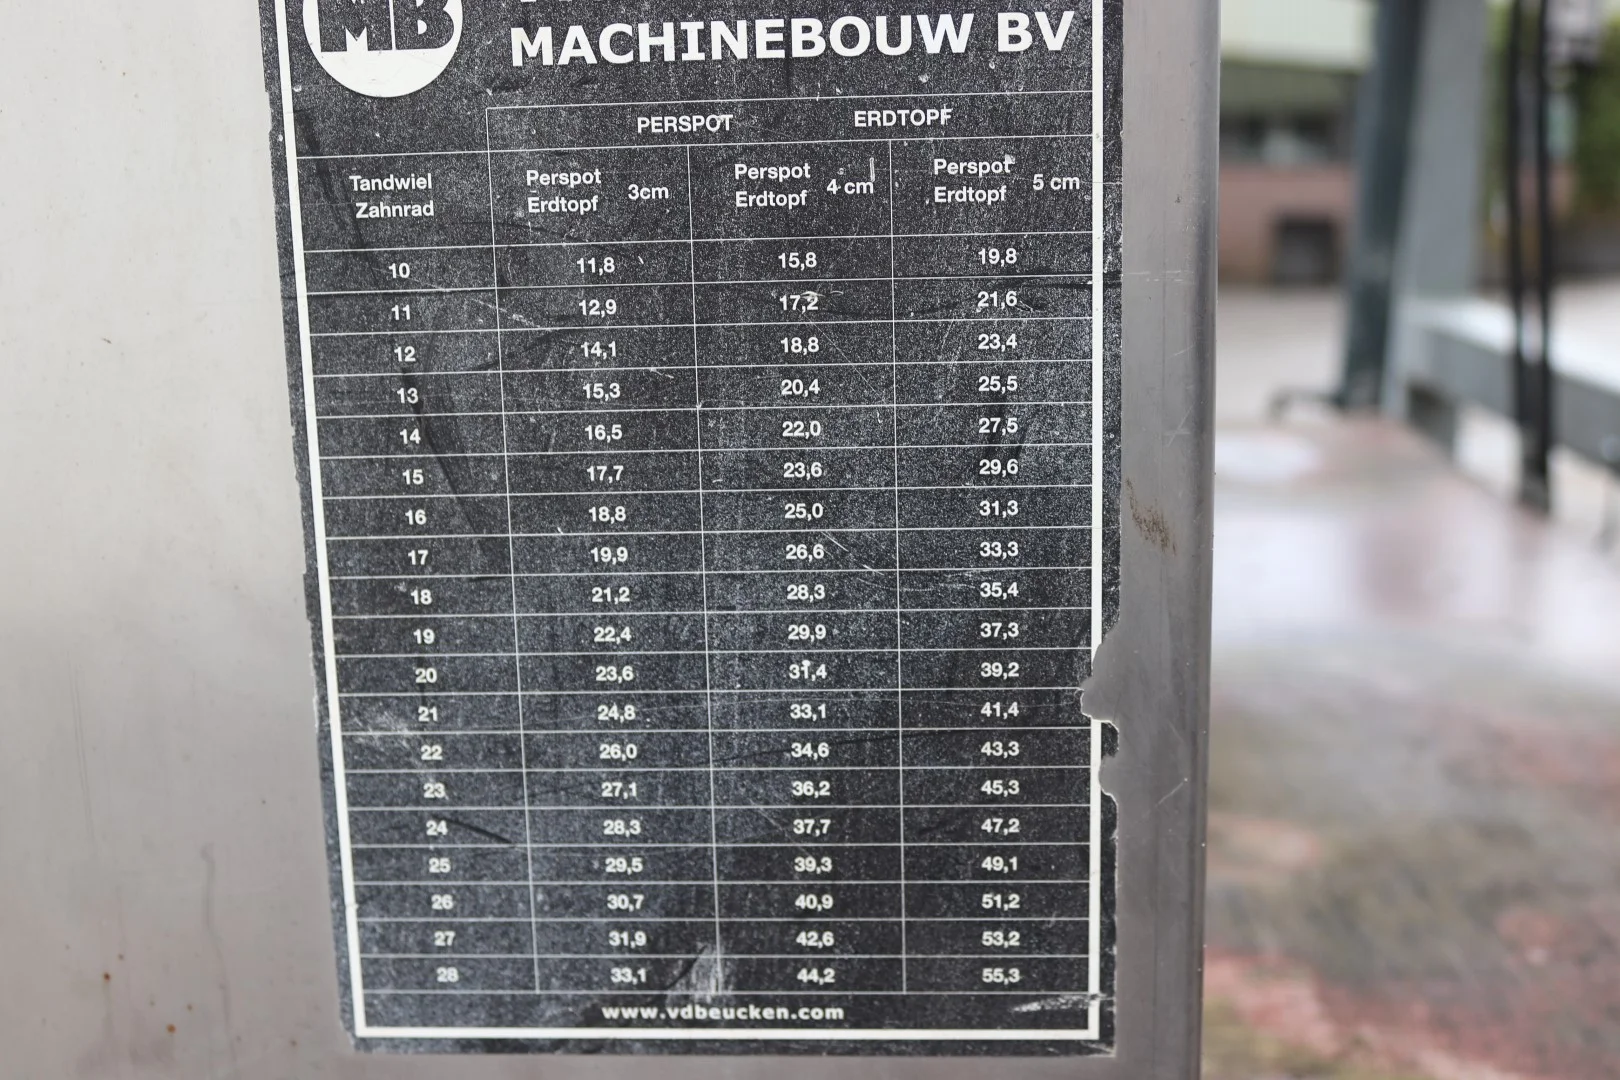 MB
MACHINEBOUW BV
PERSPOT ERDTOPF
Tandwiel Zahnrad Perspot Erdtopf 3cm Perspot Erdtopf 4 cm Perspot Erdtopf 5 cm
10 11,8 15,8 19,8
11 12,9 17,2 21,6
12 14,1 18,8 23,4
13 15,3 20,4 25,5
14 16,5 22,0 27,5
15 17,7 23,6 29,6
16 18,8 25,0 31,3
17 19,9 26,6 33,3
18 21,2 28,3 35,4
19 22,4 29,9 37,3
20 23,6 31,4 39,2
21 24,8 33,1 41,4
22 26,0 34,6 43,3
23 27,1 36,2 45,3
24 28,3 37,7 47,2
25 29,5 39,3 49,1
26 30,7 40,9 51,2
27 31,9 42,6 53,2
28 33,1 44,2 55,3
www.vdbeucken.com